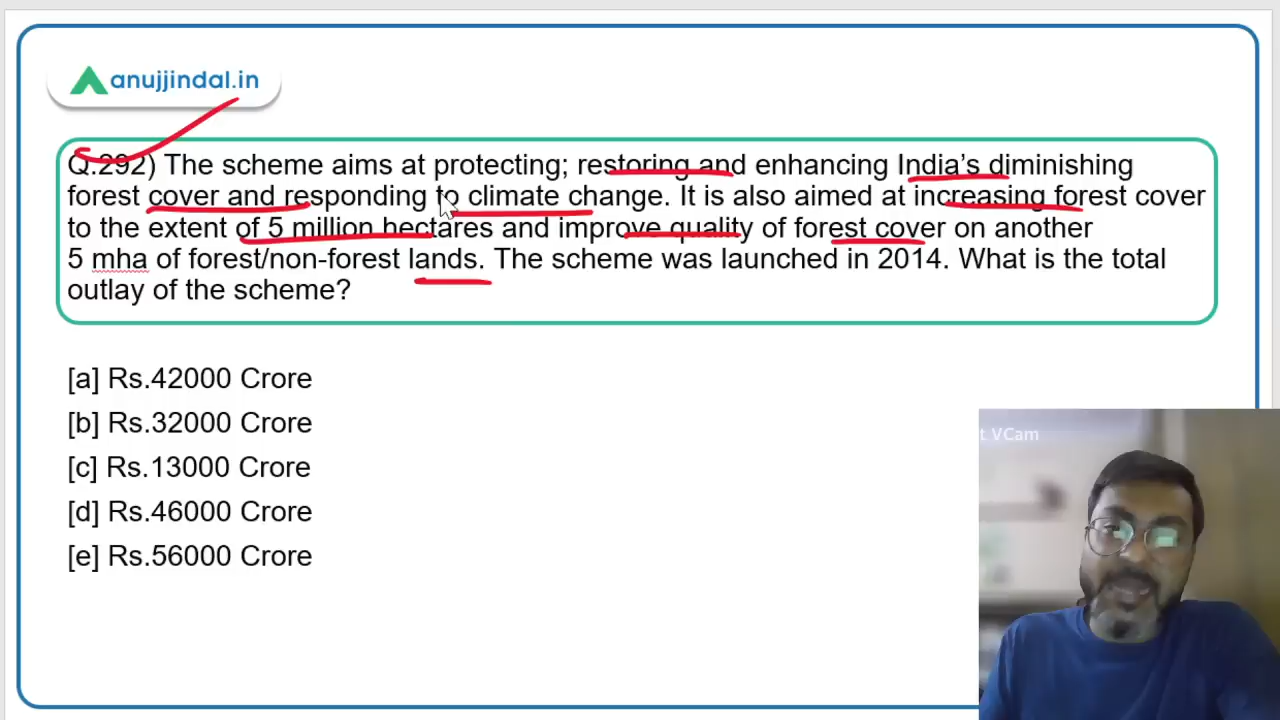 anujjindal.in
Q.292) The scheme aims at protecting; restoring and enhancing India's diminishing
forest cover and responding to climate change. It is also aimed at increasing forest cover
to the extent of 5 million hectares and improve quality of forest cover on another
5 mha of forest/non-forest lands. The scheme was launched in 2014. What is the total
outlay of the scheme?
[a] Rs.42000 Crore
[b] Rs.32000 Crore
[c] Rs.13000 Crore
[d] Rs.46000 Crore
[e] Rs.56000 Crore
t VCam